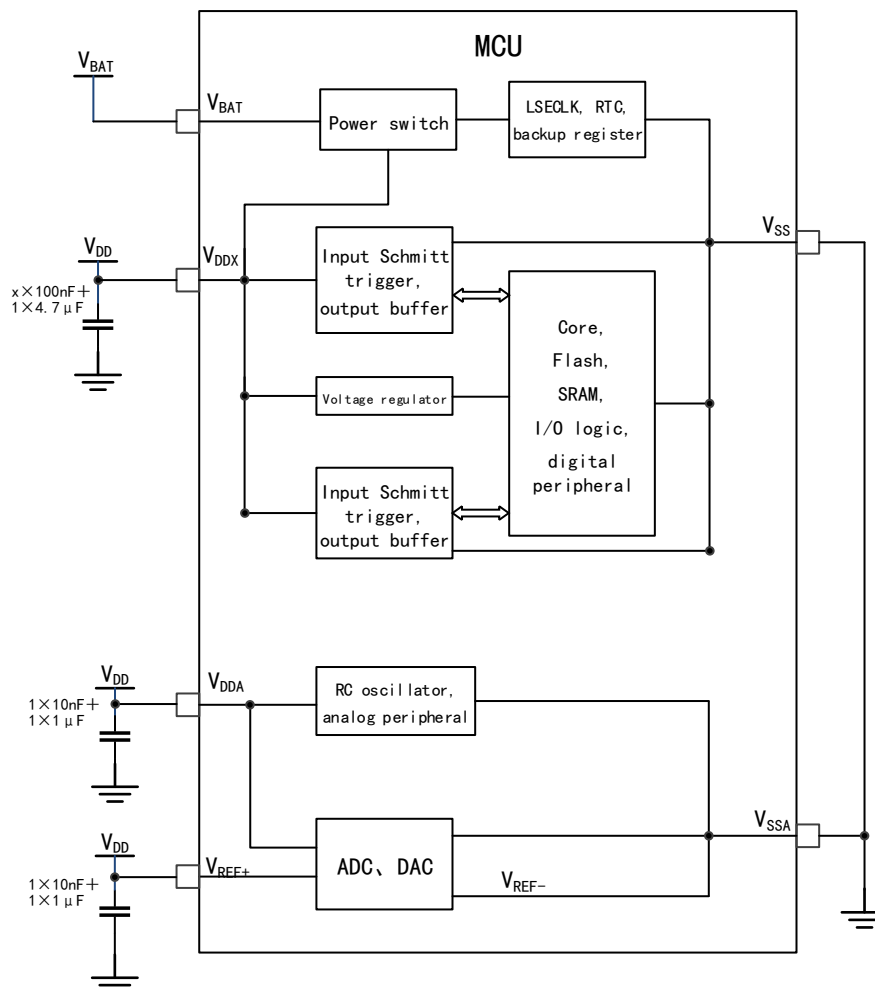 MCU
VBAT
VBAT
Power switch
LSECLK, RTC,
backup register
VDD
VDDX
x×100nF+
1×4.7μF
Input Schmitt
trigger,
output buffer
VSS
Core,
Flash,
SRAM,
I/O logic,
digital
peripheral
Voltage regulator
Input Schmitt
trigger,
output buffer
VDD
VDDA
1×10nF+
1×1μF
RC oscillator,
analog peripheral
VDD
VREF+
1×10nF+
1×1μF
ADC、DAC
VREF-
VSSA